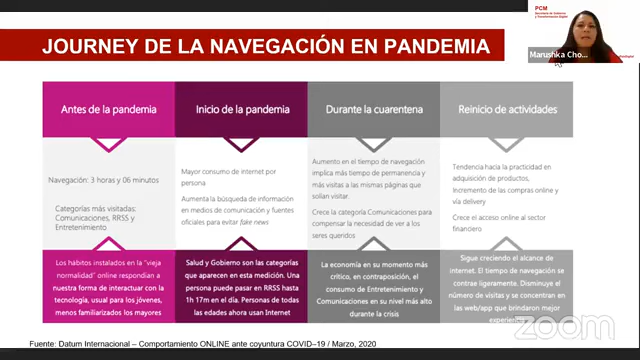 PCM
Secretaría de Gobierno
y Transformación Digital
Marushka Cho...
JOURNEY DE LA NAVEGACIÓN EN PANDEMIA
Antes de la pandemia
Navegación: 3 horas y 06 minutos
Categorías más visitadas:
Comunicaciones, RRSS y
Entretenimiento
Los hábitos instalados en la "vieja
normalidad" online respondían a
nuestra forma de interactuar con la
tecnología, usual para los jóvenes,
menos familiarizados los mayores
Inicio de la pandemia
Mayor consumo de internet por
persona
Aumenta la búsqueda de información
en medios de comunicación y fuentes
oficiales para evitar fake news
Salud y Gobierno son las categorías
que aparecen en esta medición. Una
persona puede pasar en RRSS hasta
1h 17m en el día. Personas de todas
las edades ahora usan Internet
Durante la cuarentena
Aumento en el tiempo de navegación
implica más tiempo de permanencia
y más visitas a las mismas páginas que
solían visitar.
Crece la categoría Comunicaciones para
compensar la necesidad de ver a los
seres queridos
La economía en su momento más
crítico, en contraposición, el
consumo de Entretenimiento y
Comunicaciones en su nivel más alto
durante la crisis
Reinicio de actividades
Tendencia hacia la practicidad en
adquisición de productos,
Incremento de las compras online y
vía delivery
Crece el acceso online al sector
financiero
Sigue creciendo el alcance de
internet. El tiempo de navegación se
contrae ligeramente. Disminuye el
número de visitas y se concentran en
las web/app que brindaron mejor
zoom
Fuente: Datum Internacional – Comportamiento ONLINE ante coyuntura COVID–19 / Marzo, 2020